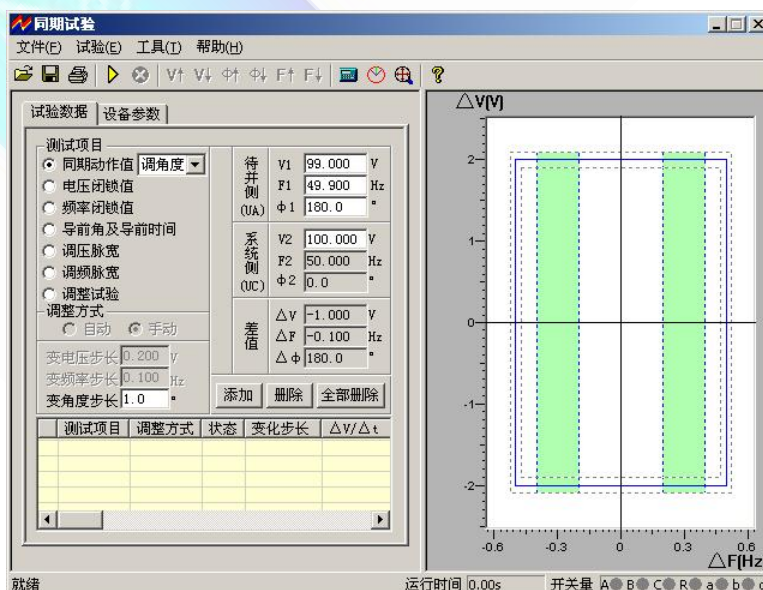 同期试验
文件(F) 试验(E) 工具(T) 帮助(H)
V↑ V↓ Φ↑ Φ↓ F↑ F↓
试验数据 设备参数
测试项目
同期动作值 调角度
电压闭锁值
频率闭锁值
导前角及导前时间
调压脉宽
调频脉宽
调整试验
调整方式
自动 手动
变电压步长 0.200 V
变频率步长 0.100 Hz
变角度步长 1.0 °
待并侧(UA)
V1 99.000 V
F1 49.900 Hz
Φ1 180.0 °
系统侧(UC)
V2 100.000 V
F2 50.000 Hz
Φ2 0.0 °
差值
△V -1.000 V
△F -0.100 Hz
△Φ 180.0 °
添加 删除 全部删除
测试项目 调整方式 状态 变化步长 △V/△t
△V(V)
2
1
0
-1
-2
-0.6 -0.3 0 0.3 0.6
△F(Hz
就绪 运行时间 0.00s 开关量 A B C R a b c